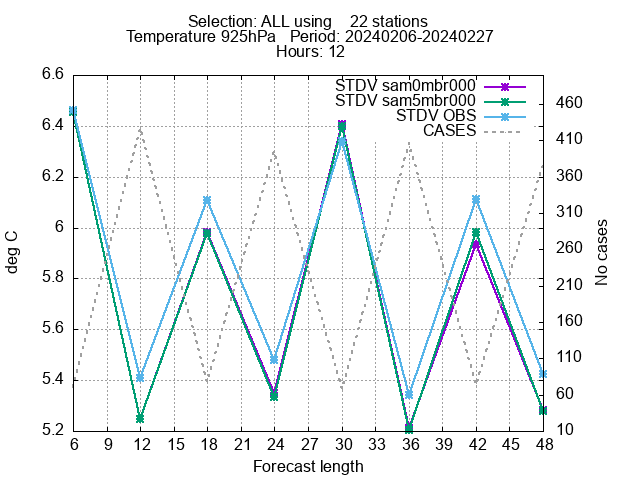 Selection: ALL using 22 stations
Temperature 925hPa Period: 20240206-20240227
Hours: 12
STDV sam0mbr000
STDV sam5mbr000
STDV OBS
CASES
6.6
6.4
6.2
6
5.8
5.6
5.4
5.2
deg C
460
410
360
310
260
210
160
110
60
10
No cases
6 9 12 15 18 21 24 27 30 33 36 39 42 45 48
Forecast length